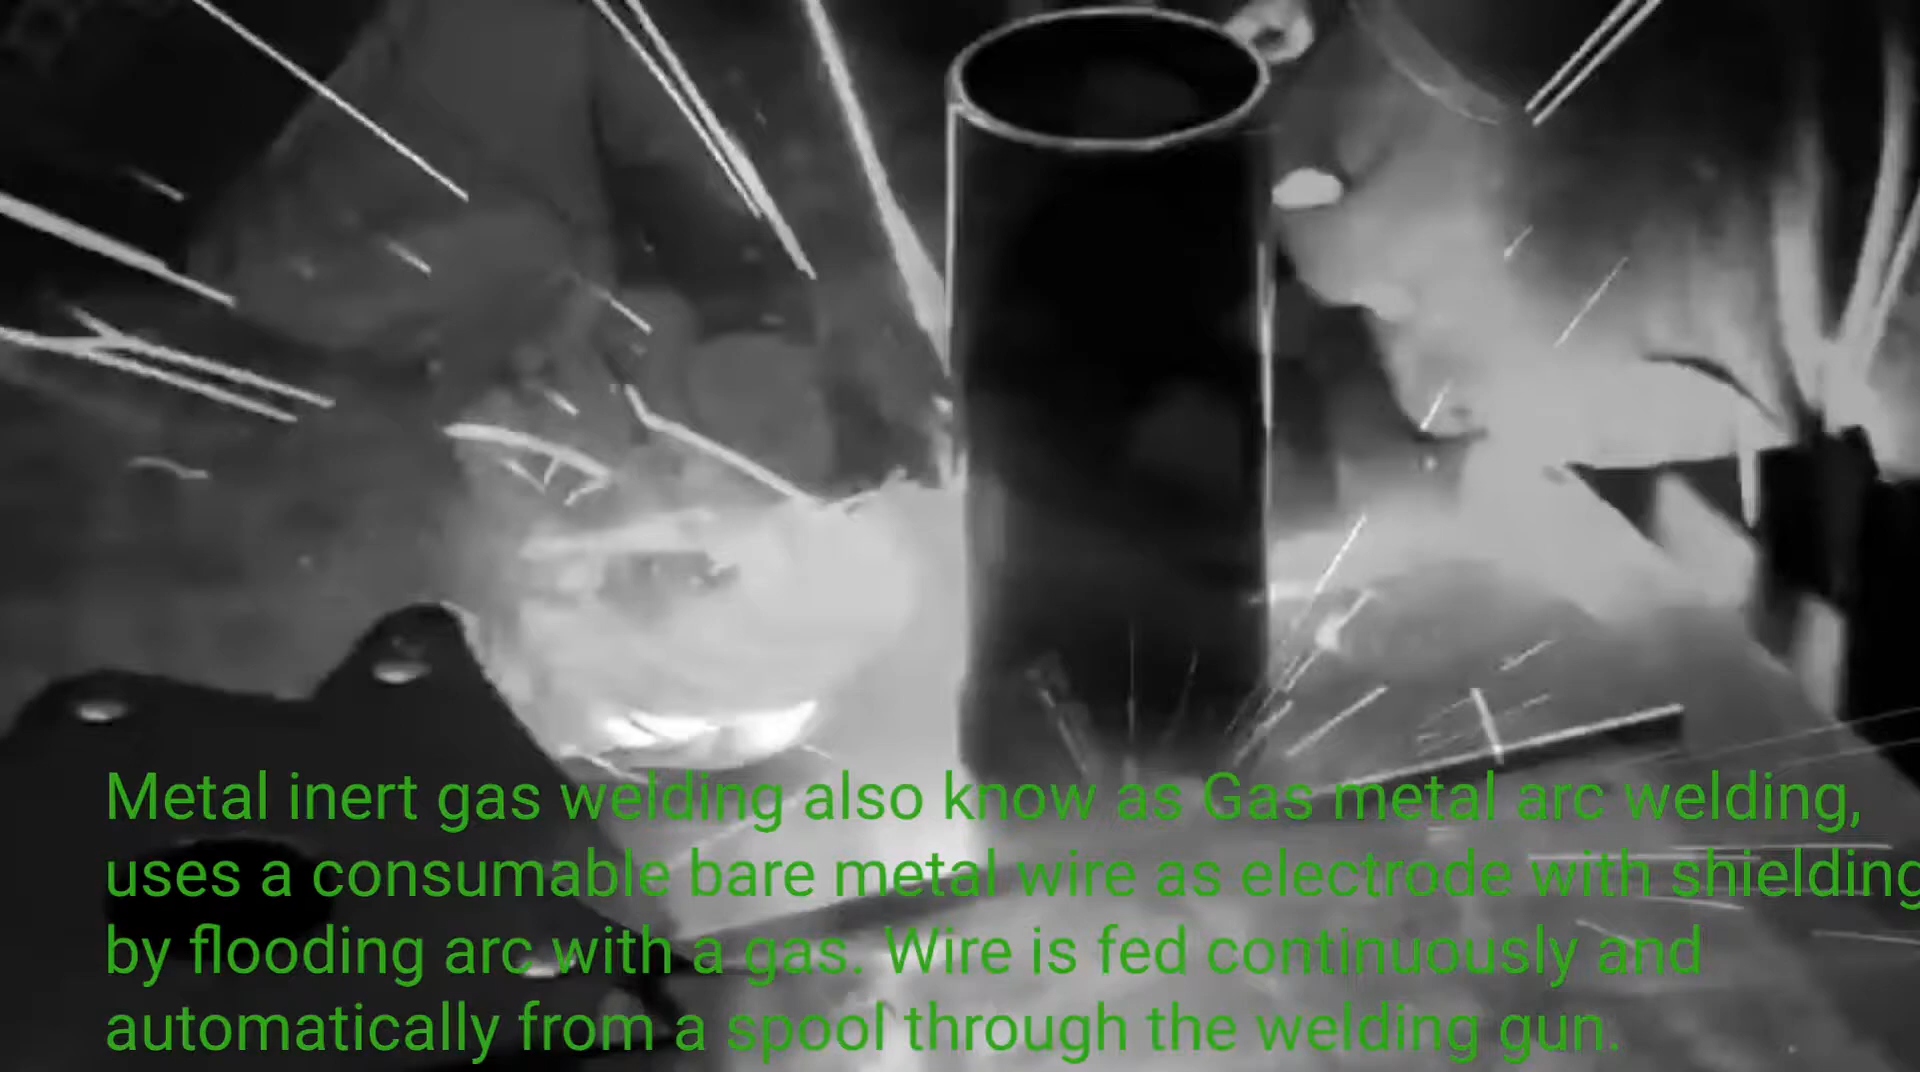 Metal inert gas welding also know as Gas metal arc welding,
uses a consumable bare metal wire as electrode with shielding
by flooding arc with a gas. Wire is fed continuously and
automatically from a spool through the welding gun.